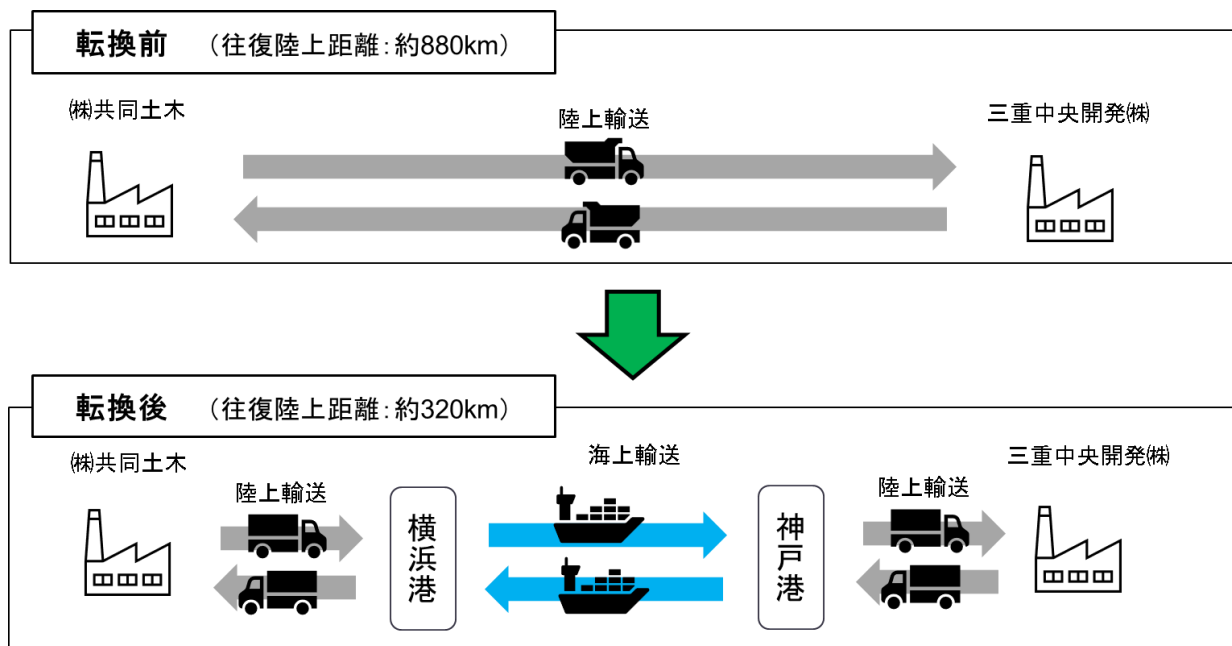 転換前 （往復陸上距離：約880km）
㈱共同土木
陸上輸送
三重中央開発㈱
転換後 （往復陸上距離：約320km）
㈱共同土木
海上輸送
三重中央開発㈱
陸上輸送
陸上輸送
横浜港
神戸港